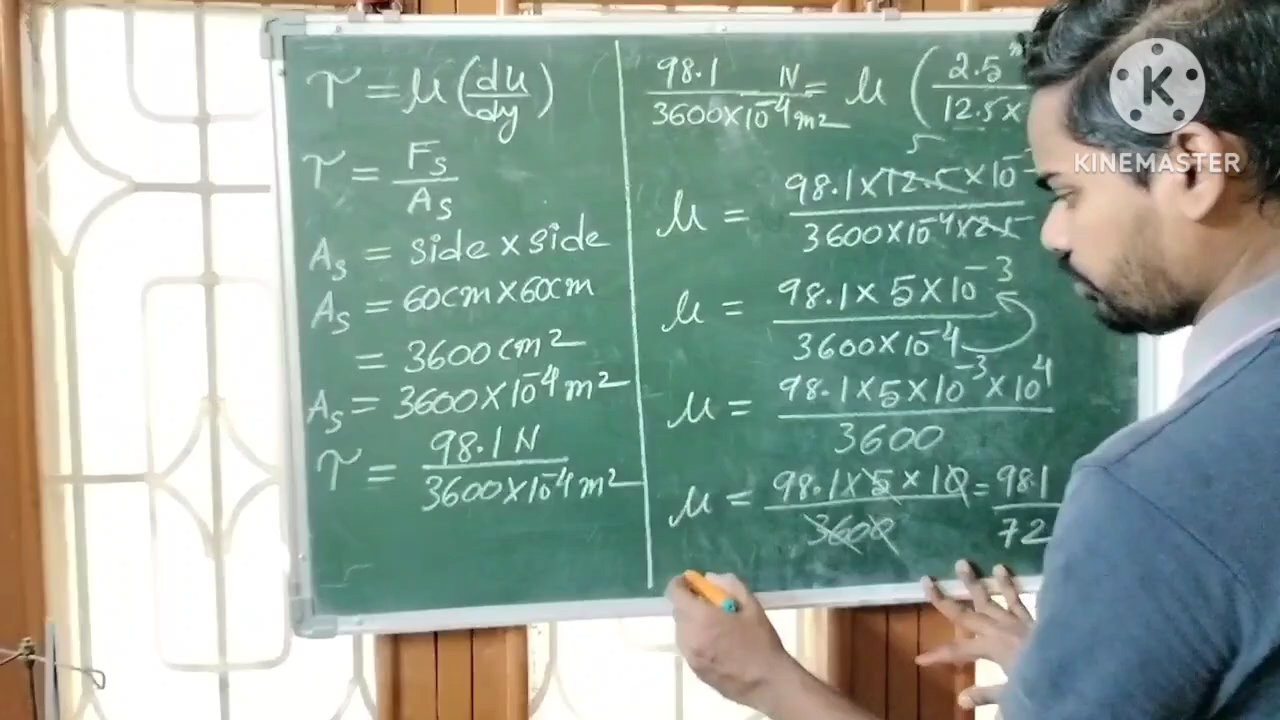 τ = μ (du/dy)
τ = Fs/As
As = side × side
As = 60cm × 60cm
= 3600 cm²
As = 3600 × 10⁻⁴ m²
τ = 98.1 N / 3600 × 10⁻⁴ m²
98.1 N / 3600 × 10⁻⁴ m² = μ (2.5 / 12.5 ×
5
μ = 98.1 × 12.5 × 10⁻ / 3600 × 10⁻⁴ × 2.5
μ = 98.1 × 5 × 10⁻³ / 3600 × 10⁻⁴
μ = 98.1 × 5 × 10⁻³ × 10⁴ / 3600
μ = 98.1 × 5 × 10 / 3600 = 98.1 / 72
K
KINEMASTER